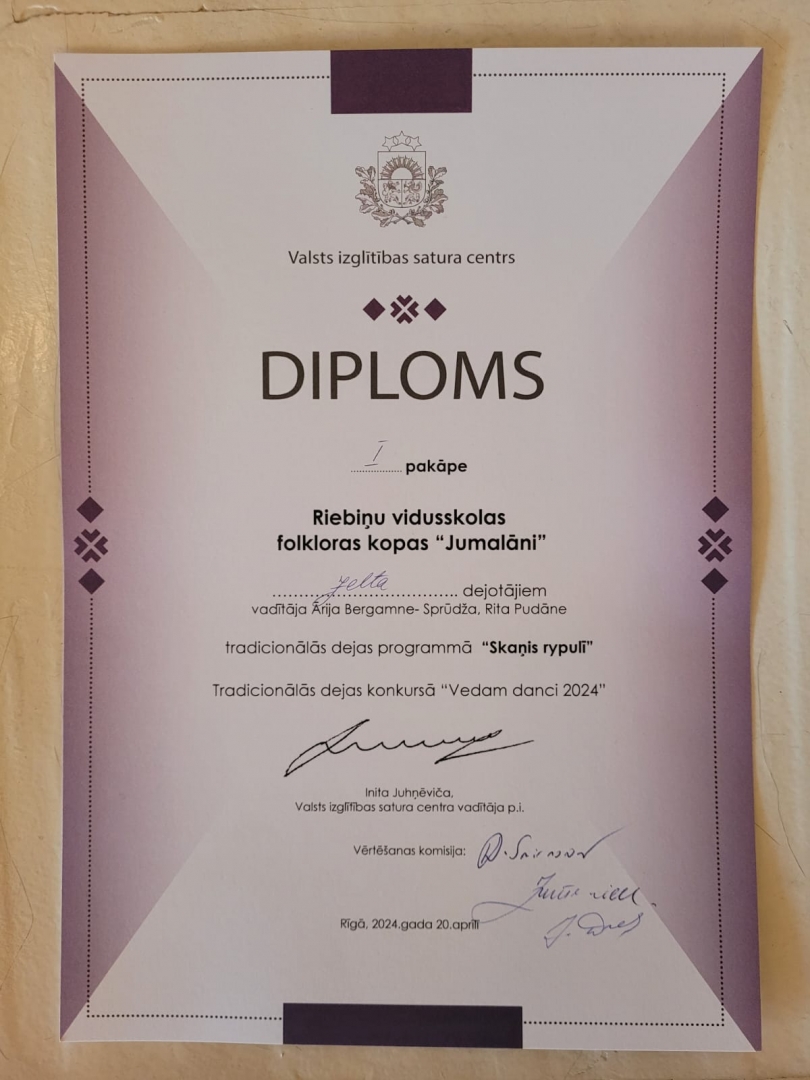 Valsts izglītības satura centrs
DIPLOMS
I pakāpe
Riebiņu vidusskolas
folkloras kopas “Jumalāni”
Zelta dejotājiem
vadītāja Ārija Bergamne- Sprūdža, Rita Pudāne
tradicionālās dejas programmā “Skaņis rypulī”
Tradicionālās dejas konkursā “Vedam danci 2024”
Inita Juhņēviča,
Valsts izglītības satura centra vadītāja p.i.
Vērtēšanas komisija:
Rīgā, 2024.gada 20.aprīlī